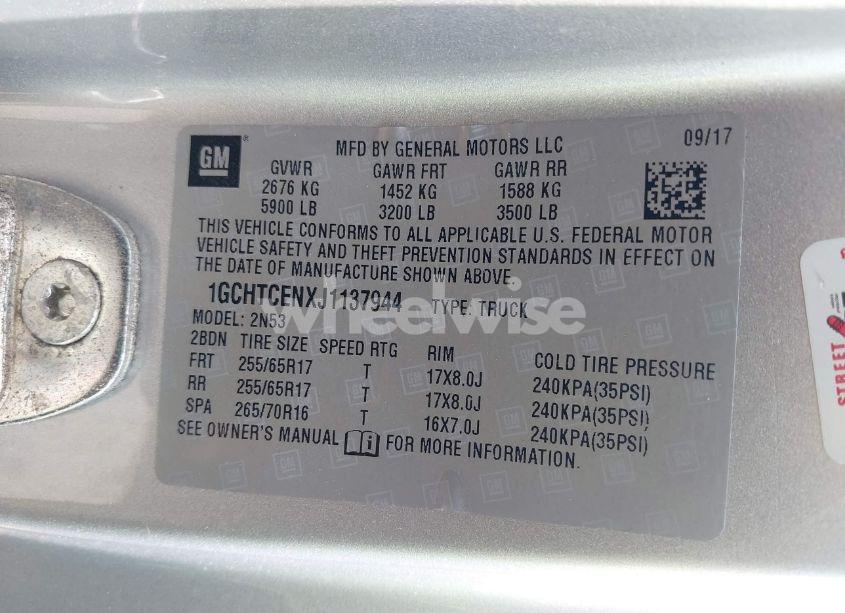 GM
MFD BY GENERAL MOTORS LLC 09/17
GVWR GAWR FRT GAWR RR
2676 KG 1452 KG 1588 KG
5900 LB 3200 LB 3500 LB
THIS VEHICLE CONFORMS TO ALL APPLICABLE U.S. FEDERAL MOTOR
VEHICLE SAFETY AND THEFT PREVENTION STANDARDS IN EFFECT ON
THE DATE OF MANUFACTURE SHOWN ABOVE.
1GCHTCENXJ1137944 TYPE: TRUCK
wheelwise
MODEL: 2N53
2BDN TIRE SIZE SPEED RTG RIM COLD TIRE PRESSURE
FRT 255/65R17 T 17X8.0J 240KPA(35PSI)
RR 255/65R17 T 17X8.0J 240KPA(35PSI)
SPA 265/70R16 T 16X7.0J 240KPA(35PSI)
SEE OWNER'S MANUAL FOR MORE INFORMATION.
STREET